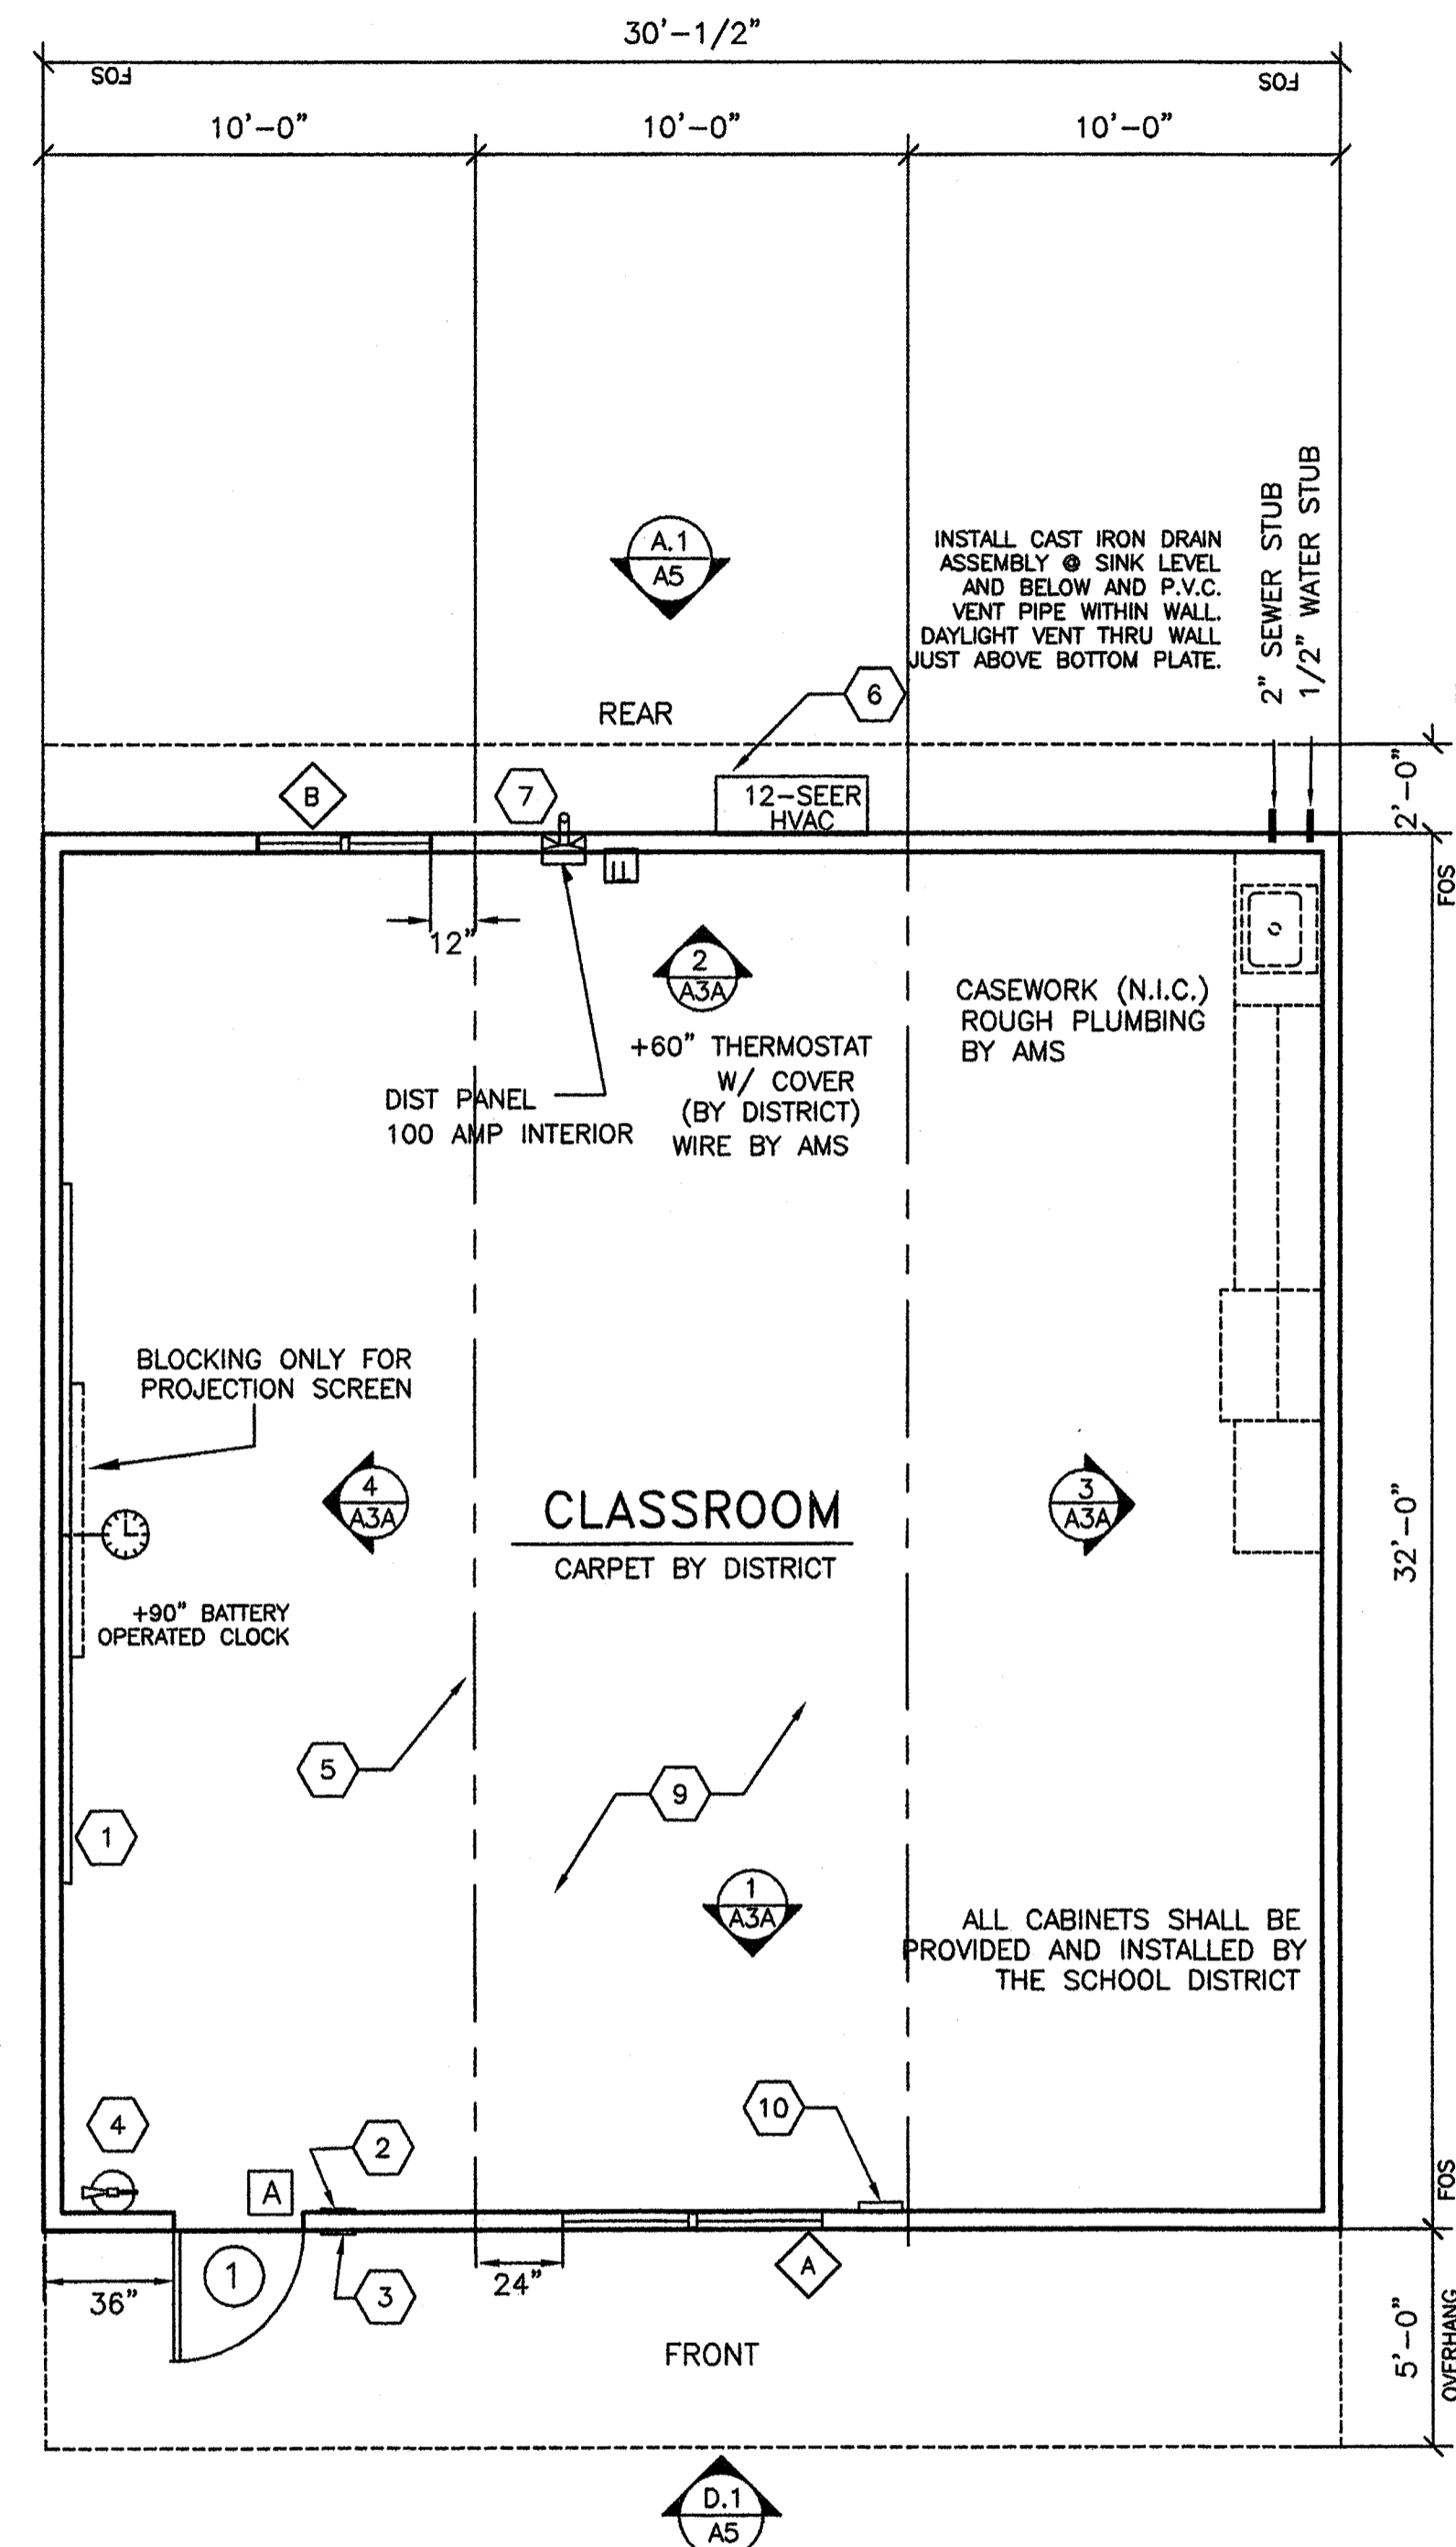 30'-1/2"
FOS
FOS
10'-0"
10'-0"
10'-0"
A.1
A5
INSTALL CAST IRON DRAIN
ASSEMBLY @ SINK LEVEL
AND BELOW AND P.V.C.
VENT PIPE WITHIN WALL.
DAYLIGHT VENT THRU WALL
JUST ABOVE BOTTOM PLATE.
2" SEWER STUB
1/2" WATER STUB
6
REAR
2'-0"
B
7
12-SEER
HVAC
FOS
12"
2
A3A
CASEWORK (N.I.C.)
ROUGH PLUMBING
BY AMS
+60" THERMOSTAT
W/ COVER
(BY DISTRICT)
WIRE BY AMS
DIST PANEL
100 AMP INTERIOR
BLOCKING ONLY FOR
PROJECTION SCREEN
4
A3A
CLASSROOM
CARPET BY DISTRICT
3
A3A
32'-0"
+90" BATTERY
OPERATED CLOCK
5
9
1
1
A3A
ALL CABINETS SHALL BE
PROVIDED AND INSTALLED BY
THE SCHOOL DISTRICT
4
2
10
A
FOS
1
3
24"
A
36"
FRONT
5'-0"
OVERHANG
D.1
A5